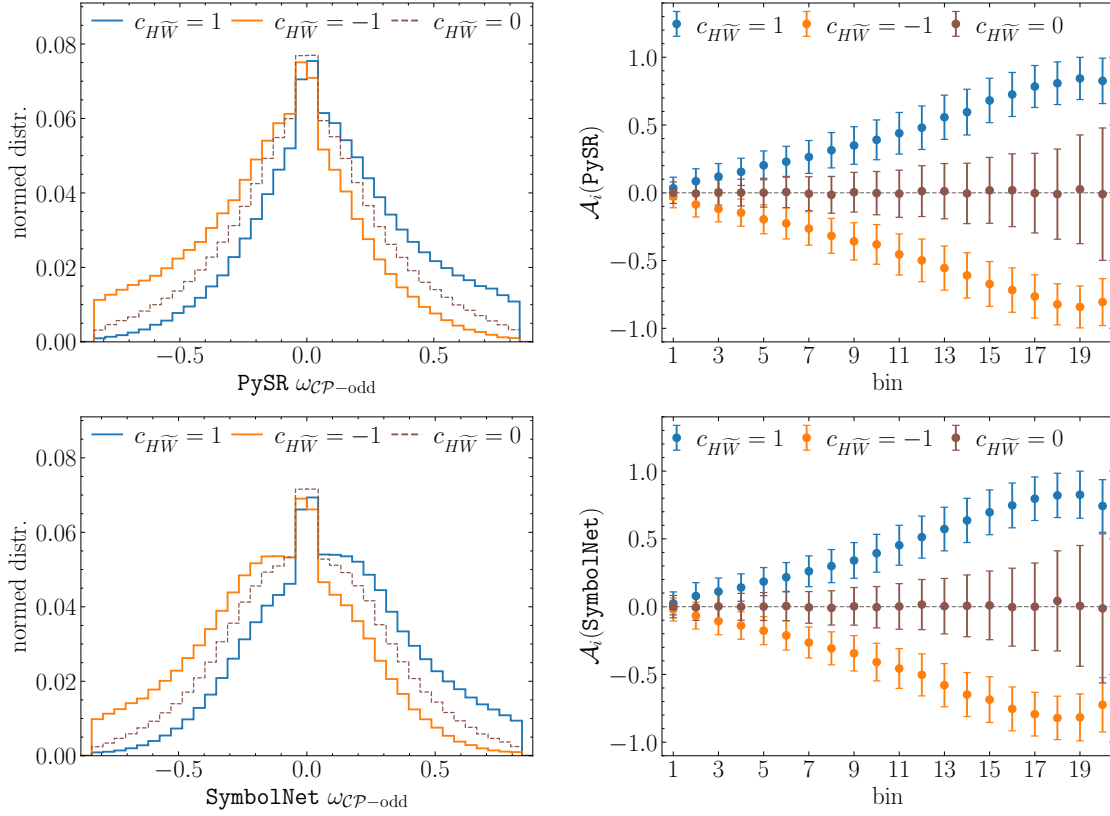 c_{H\widetilde{W}} = 1 c_{H\widetilde{W}} = −1 c_{H\widetilde{W}} = 0
normed distr.
0.08
0.06
0.04
0.02
0.00
−0.5 0.0 0.5
PySR ω_{CP−odd}
c_{H\widetilde{W}} = 1 c_{H\widetilde{W}} = −1 c_{H\widetilde{W}} = 0
A_i(PySR)
1.0
0.5
0.0
−0.5
−1.0
1 3 5 7 9 11 13 15 17 19
bin
c_{H\widetilde{W}} = 1 c_{H\widetilde{W}} = −1 c_{H\widetilde{W}} = 0
normed distr.
0.08
0.06
0.04
0.02
0.00
−0.5 0.0 0.5
SymbolNet ω_{CP−odd}
c_{H\widetilde{W}} = 1 c_{H\widetilde{W}} = −1 c_{H\widetilde{W}} = 0
A_i(SymbolNet)
1.0
0.5
0.0
−0.5
−1.0
1 3 5 7 9 11 13 15 17 19
bin